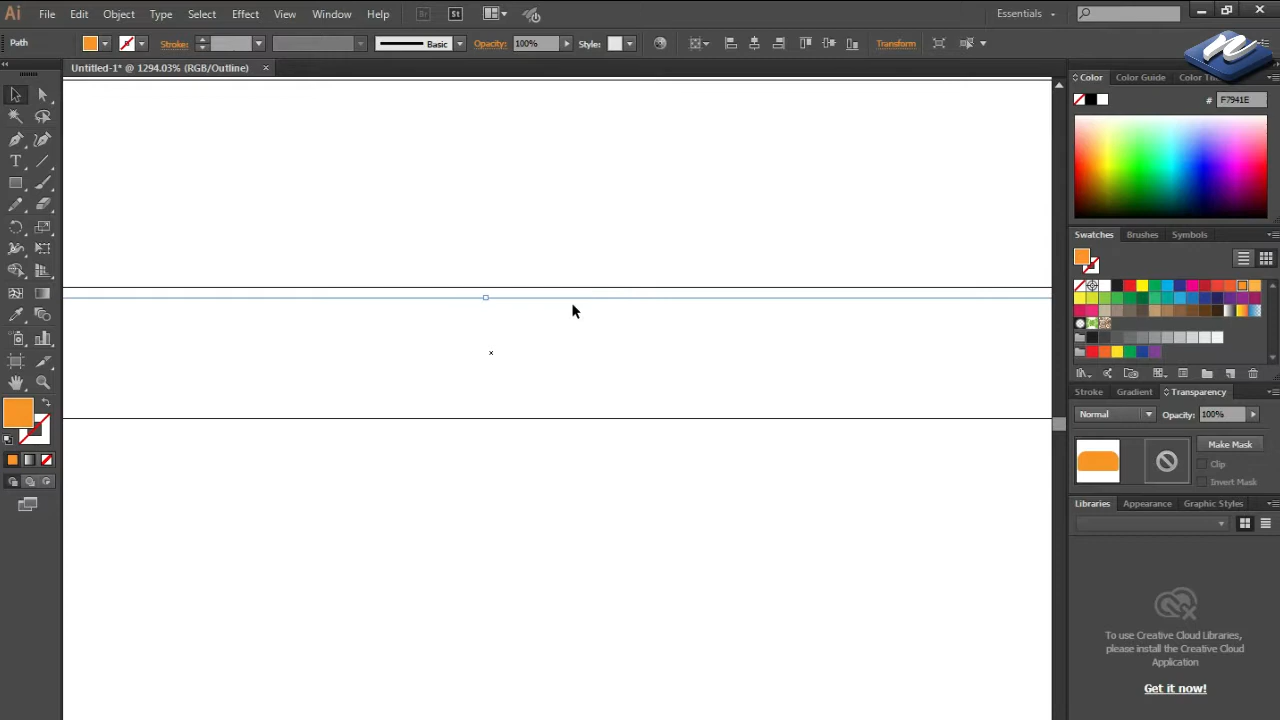 Ai File Edit Object Type Select Effect View Window Help Br St Essentials
Path Stroke: Basic Opacity: 100% Style: Transform
Untitled-1* @ 1294.03% (RGB/Outline) ×
Color Color Guide
# F7941E
Swatches Brushes Symbols
Stroke Gradient Transparency
Normal Opacity: 100%
Make Mask
Clip
Invert Mask
Libraries Appearance Graphic Styles
To use Creative Cloud Libraries,
please install the Creative Cloud
Application
Get it now!